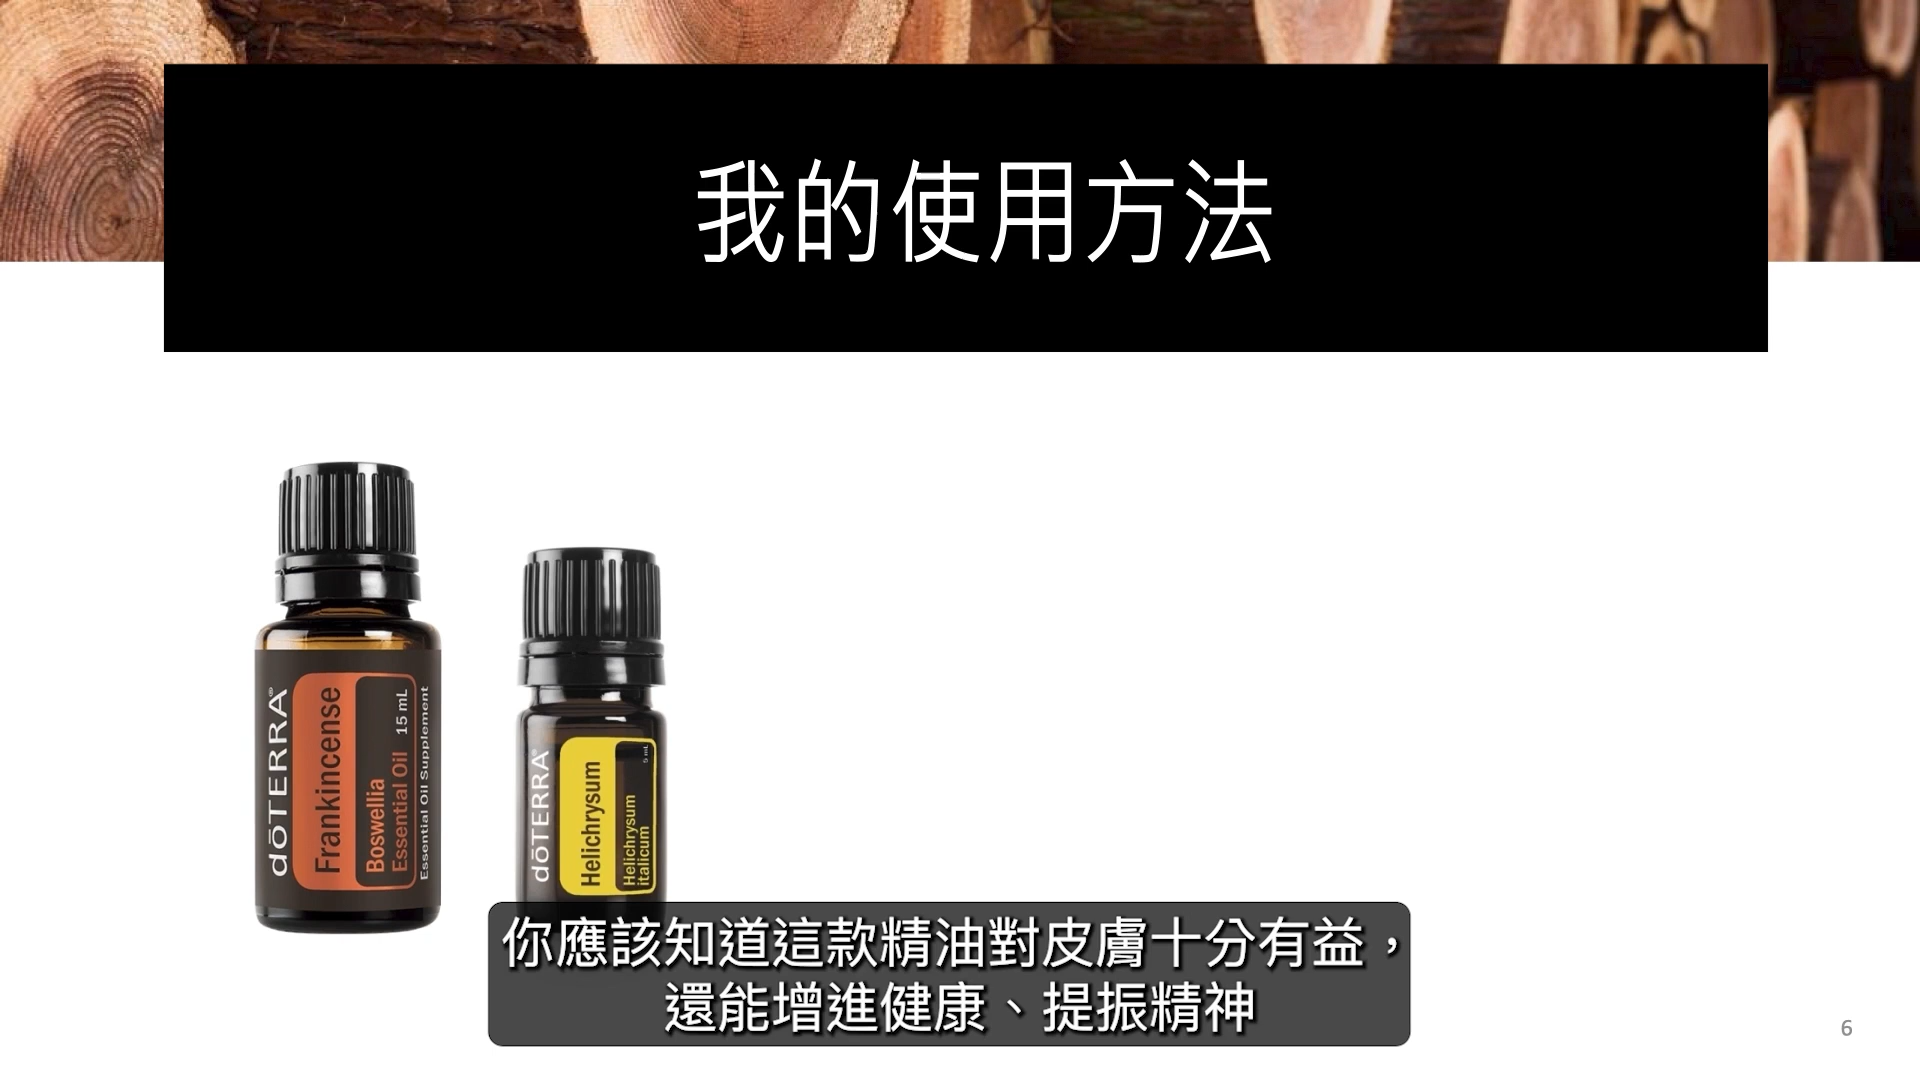 我的使用方法
dōTERRA®
Frankincense
Boswellia
Essential Oil 15 mL
Essential Oil Supplement
dōTERRA®
Helichrysum
Helichrysum
italicum
5 mL
你應該知道這款精油對皮膚十分有益，
還能增進健康、提振精神
6